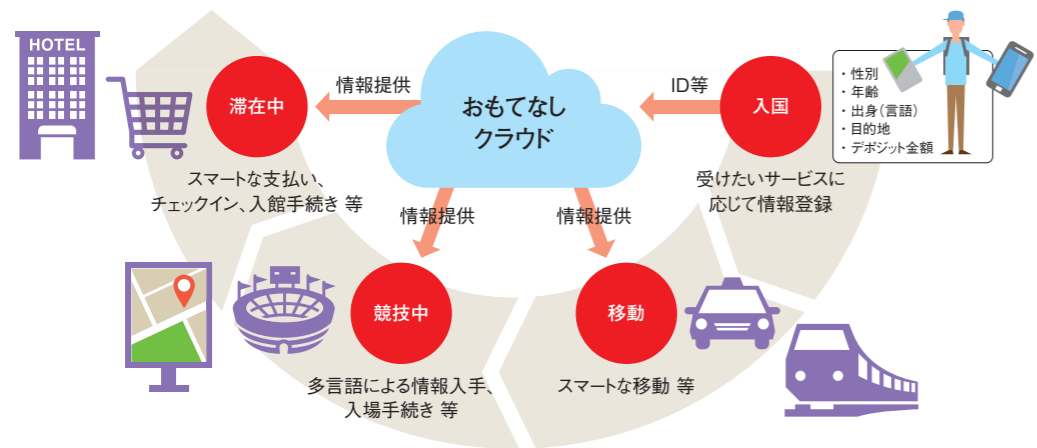 HOTEL
滞在中
情報提供
おもてなし
クラウド
ID等
入国
・性別
・年齢
・出身(言語)
・目的地
・デポジット金額
スマートな支払い、
チェックイン、入館手続き 等
受けたいサービスに
応じて情報登録
情報提供
情報提供
競技中
移動
多言語による情報入手、
入場手続き 等
スマートな移動 等